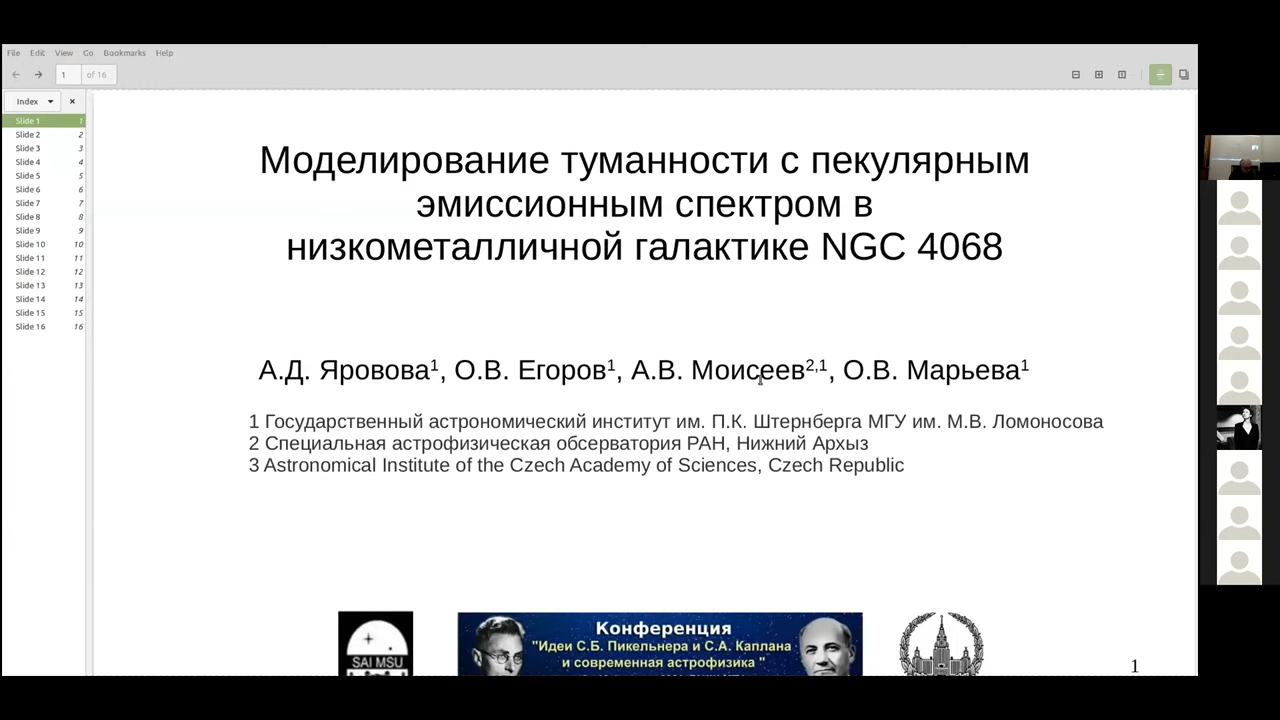 File Edit View Go Bookmarks Help
1 of 16
Index
Slide 1 1
Slide 2 2
Slide 3 3
Slide 4 4
Slide 5 5
Slide 6 6
Slide 7 7
Slide 8 8
Slide 9 9
Slide 10 10
Slide 11 11
Slide 12 12
Slide 13 13
Slide 14 14
Slide 15 15
Slide 16 16
Моделирование туманности с пекулярным
эмиссионным спектром в
низкометалличной галактике NGC 4068
А.Д. Яровова¹, О.В. Егоров¹, А.В. Моисеев²,¹, О.В. Марьева¹
1 Государственный астрономический институт им. П.К. Штернберга МГУ им. М.В. Ломоносова
2 Специальная астрофизическая обсерватория РАН, Нижний Архыз
3 Astronomical Institute of the Czech Academy of Sciences, Czech Republic
SAI MSU
Конференция
"Идеи С.Б. Пикельнера и С.А. Каплана
и современная астрофизика "
1